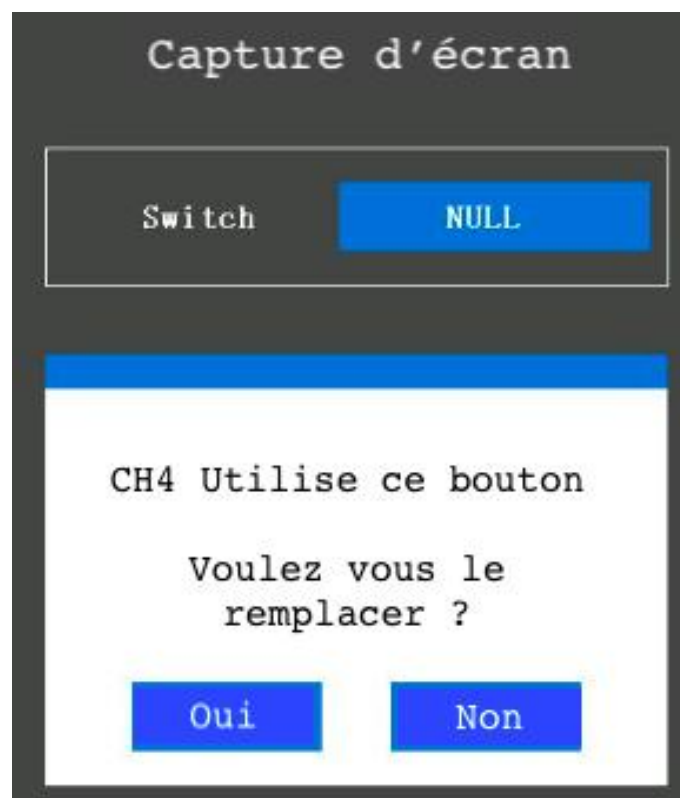 Capture d'écran
Switch NULL
CH4 Utilise ce bouton
Voulez vous le
remplacer ?
Oui Non